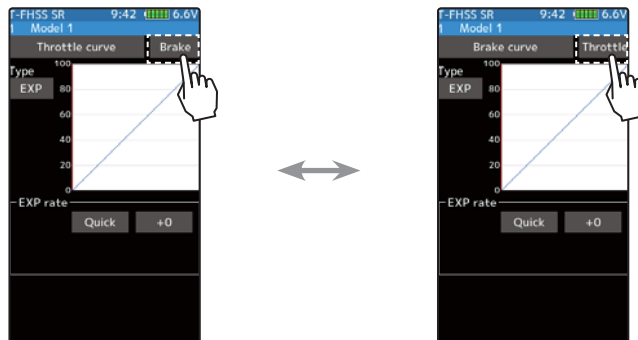 T-FHSS SR 9:42 6.6V
1 Model 1
Throttle curve Brake
Type
EXP
100
80
60
40
20
0
EXP rate
Quick +0
T-FHSS SR 9:42 6.6V
1 Model 1
Brake curve Throttle
Type
EXP
100
80
60
40
20
0
EXP rate
Quick +0